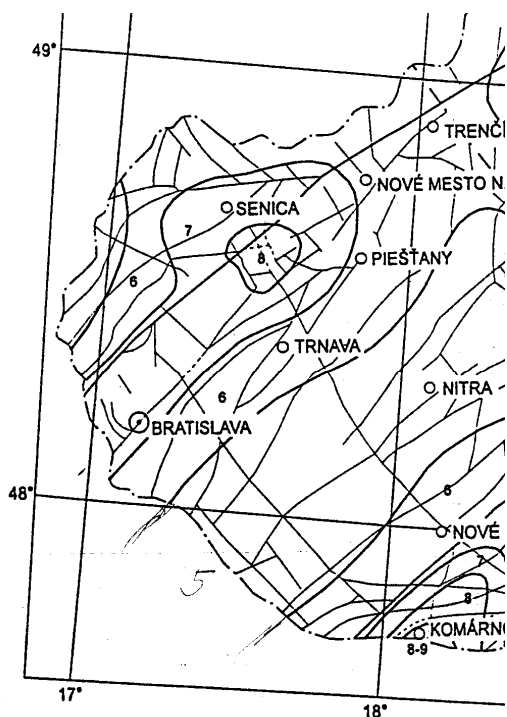 49°
TRENČ
NOVÉ MESTO N.
SENICA
7
8
PIEŠŤANY
6
TRNAVA
NITRA
6
BRATISLAVA
6
48°
NOVÉ
7
5
8
KOMÁRNO
8-9
17°
18°